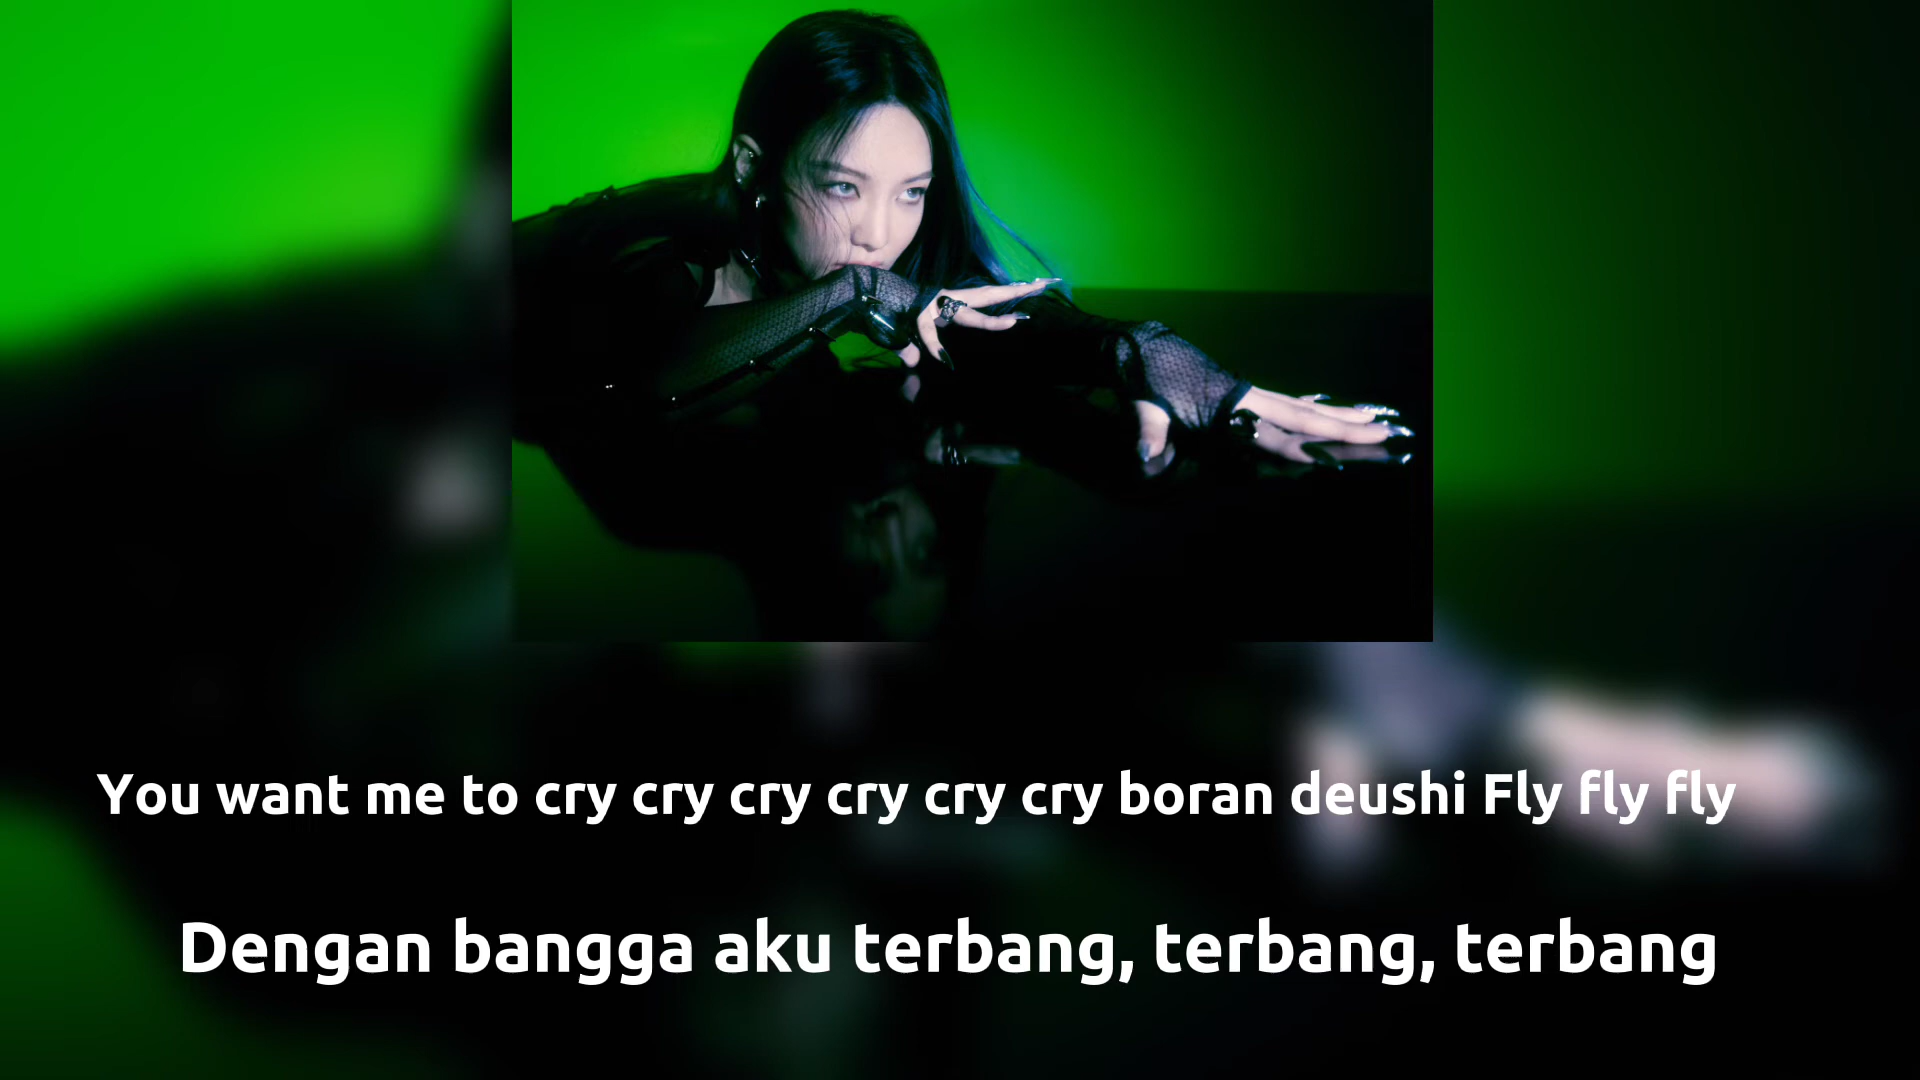 You want me to cry cry cry cry cry cry boran deushi Fly fly fly
Dengan bangga aku terbang, terbang, terbang